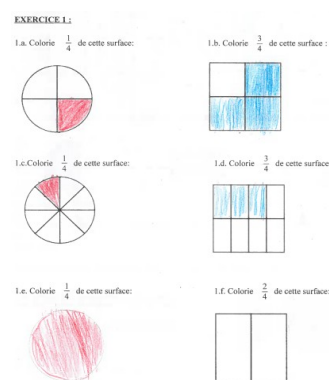 EXERCICE 1 :
1.a. Colorie 1/4 de cette surface:
1.b. Colorie 3/4 de cette surface :
1.c.Colorie 1/4 de cette surface:
1.d. Colorie 3/4 de cette surface
1.e. Colorie 1/4 de cette surface:
1.f. Colorie 2/4 de cette surface: